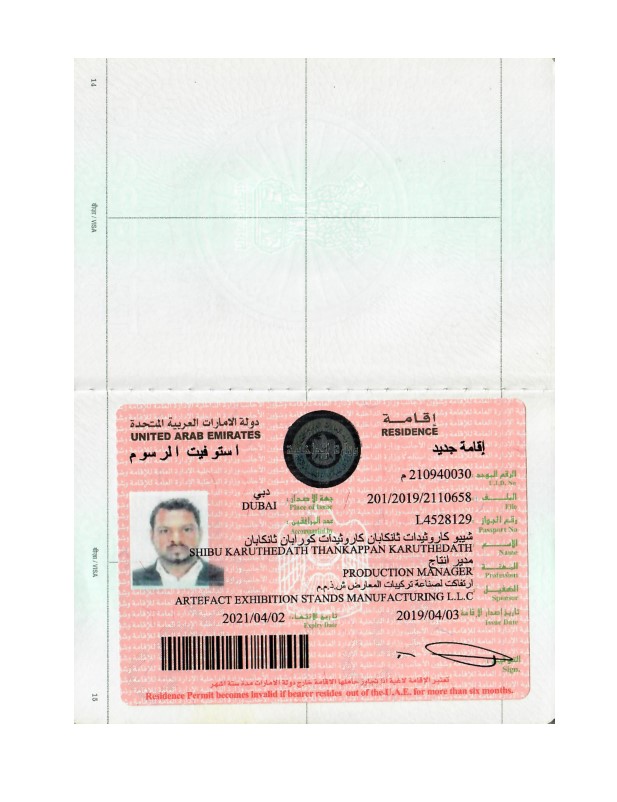 14
वीज़ा / VISA
دولة الامارات العربية المتحدة
UNITED ARAB EMIRATES
استوفيت الرسوم
إقامة
RESIDENCE
إقامة جديد
210940030 م
الرقم الموحد
U.I.D. No
دبي
DUBAI
جهة الإصدار
Place of Issue
201/2019/2110658
الملف
File
عدد المرافقين
Accompanied by
L4528129
رقم الجواز
Passport No
شيبو كاروثيدات ثانكابان كاروثيدات كورابان ثانكابان
الاسم
SHIBU KARUTHEDATH THANKAPPAN KARUTHEDATH
Name
مدير انتاج
المهنة
PRODUCTION MANAGER
Profession
ارتفاكت لصناعة تركيبات المعارض ش.ذ.م.م
الكفيل
ARTEFACT EXHIBITION STANDS MANUFACTURING L.L.C
Sponsor
2021/04/02
تاريخ الإنتهاء
Expiry Date
2019/04/03
تاريخ إصدار الإقامة
Issue Date
التوقيع
Sign.
تعتبر الإقامة لاغية اذا تجاوز حاملها الاقامة خارج دولة الامارات مدة ستة اشهر
Residence Permit becomes invalid if bearer resides out of the U.A.E. for more than six months.
वीज़ा / VISA
15